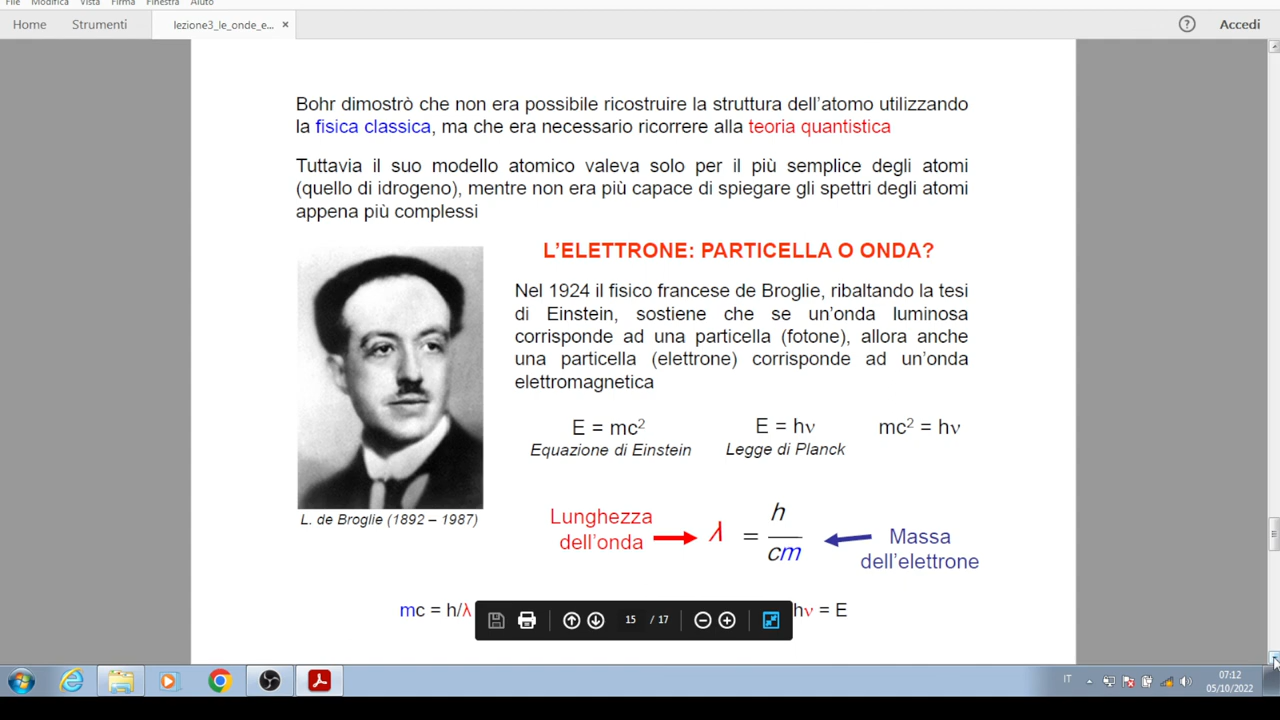 File Modifica Vista Firma Finestra Aiuto
Home Strumenti lezione3_le_onde_e... × ? Accedi
Bohr dimostrò che non era possibile ricostruire la struttura dell'atomo utilizzando
la fisica classica, ma che era necessario ricorrere alla teoria quantistica
Tuttavia il suo modello atomico valeva solo per il più semplice degli atomi
(quello di idrogeno), mentre non era più capace di spiegare gli spettri degli atomi
appena più complessi
L'ELETTRONE: PARTICELLA O ONDA?
Nel 1924 il fisico francese de Broglie, ribaltando la tesi
di Einstein, sostiene che se un'onda luminosa
corrisponde ad una particella (fotone), allora anche
una particella (elettrone) corrisponde ad un'onda
elettromagnetica
E = mc² E = hν mc² = hν
Equazione di Einstein Legge di Planck
L. de Broglie (1892 – 1987)
Lunghezza
dell'onda
λ = h/cm
Massa
dell'elettrone
mc = h/λ hν = E
15 / 17
IT 07:12
05/10/2022